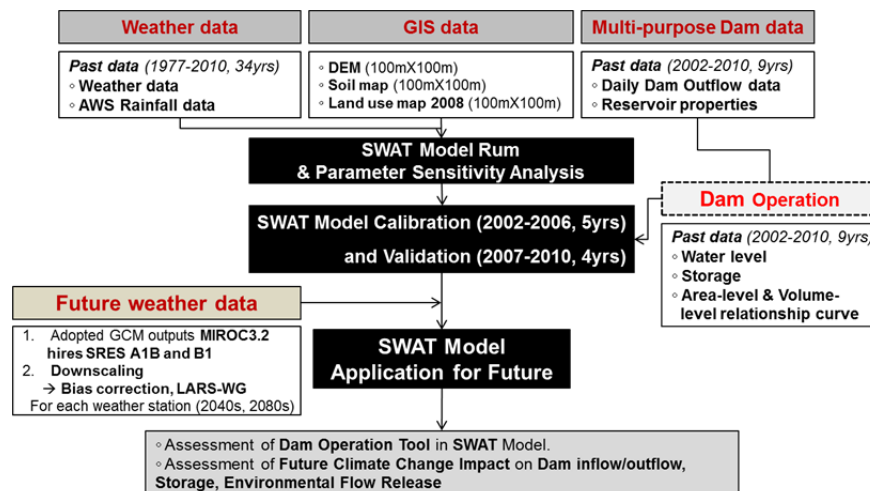 Weather data
Past data (1977-2010, 34yrs)
◦ Weather data
◦ AWS Rainfall data
GIS data
◦ DEM (100mX100m)
◦ Soil map (100mX100m)
◦ Land use map 2008 (100mX100m)
Multi-purpose Dam data
Past data (2002-2010, 9yrs)
◦ Daily Dam Outflow data
◦ Reservoir properties
SWAT Model Rum
& Parameter Sensitivity Analysis
Dam Operation
Past data (2002-2010, 9yrs)
◦ Water level
◦ Storage
◦ Area-level & Volume-
level relationship curve
SWAT Model Calibration (2002-2006, 5yrs)
and Validation (2007-2010, 4yrs)
Future weather data
1. Adopted GCM outputs MIROC3.2
hires SRES A1B and B1
2. Downscaling
→ Bias correction, LARS-WG
For each weather station (2040s, 2080s)
SWAT Model
Application for Future
◦ Assessment of Dam Operation Tool in SWAT Model.
◦ Assessment of Future Climate Change Impact on Dam inflow/outflow,
Storage, Environmental Flow Release